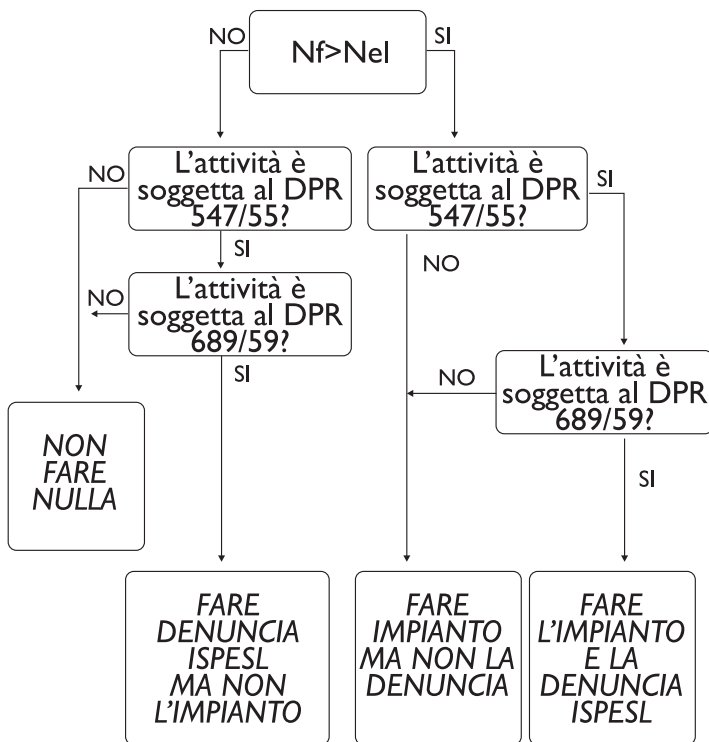 NO
Nf>Nel
SI
L'attività è
soggetta al DPR
547/55?
NO
SI
L'attività è
soggetta al DPR
547/55?
SI
NO
L'attività è
soggetta al DPR
689/59?
NO
SI
L'attività è
soggetta al DPR
689/59?
NO
SI
NON
FARE
NULLA
FARE
DENUNCIA
ISPESL
MA NON
L'IMPIANTO
FARE
IMPIANTO
MA NON LA
DENUNCIA
FARE
L'IMPIANTO
E LA
DENUNCIA
ISPESL